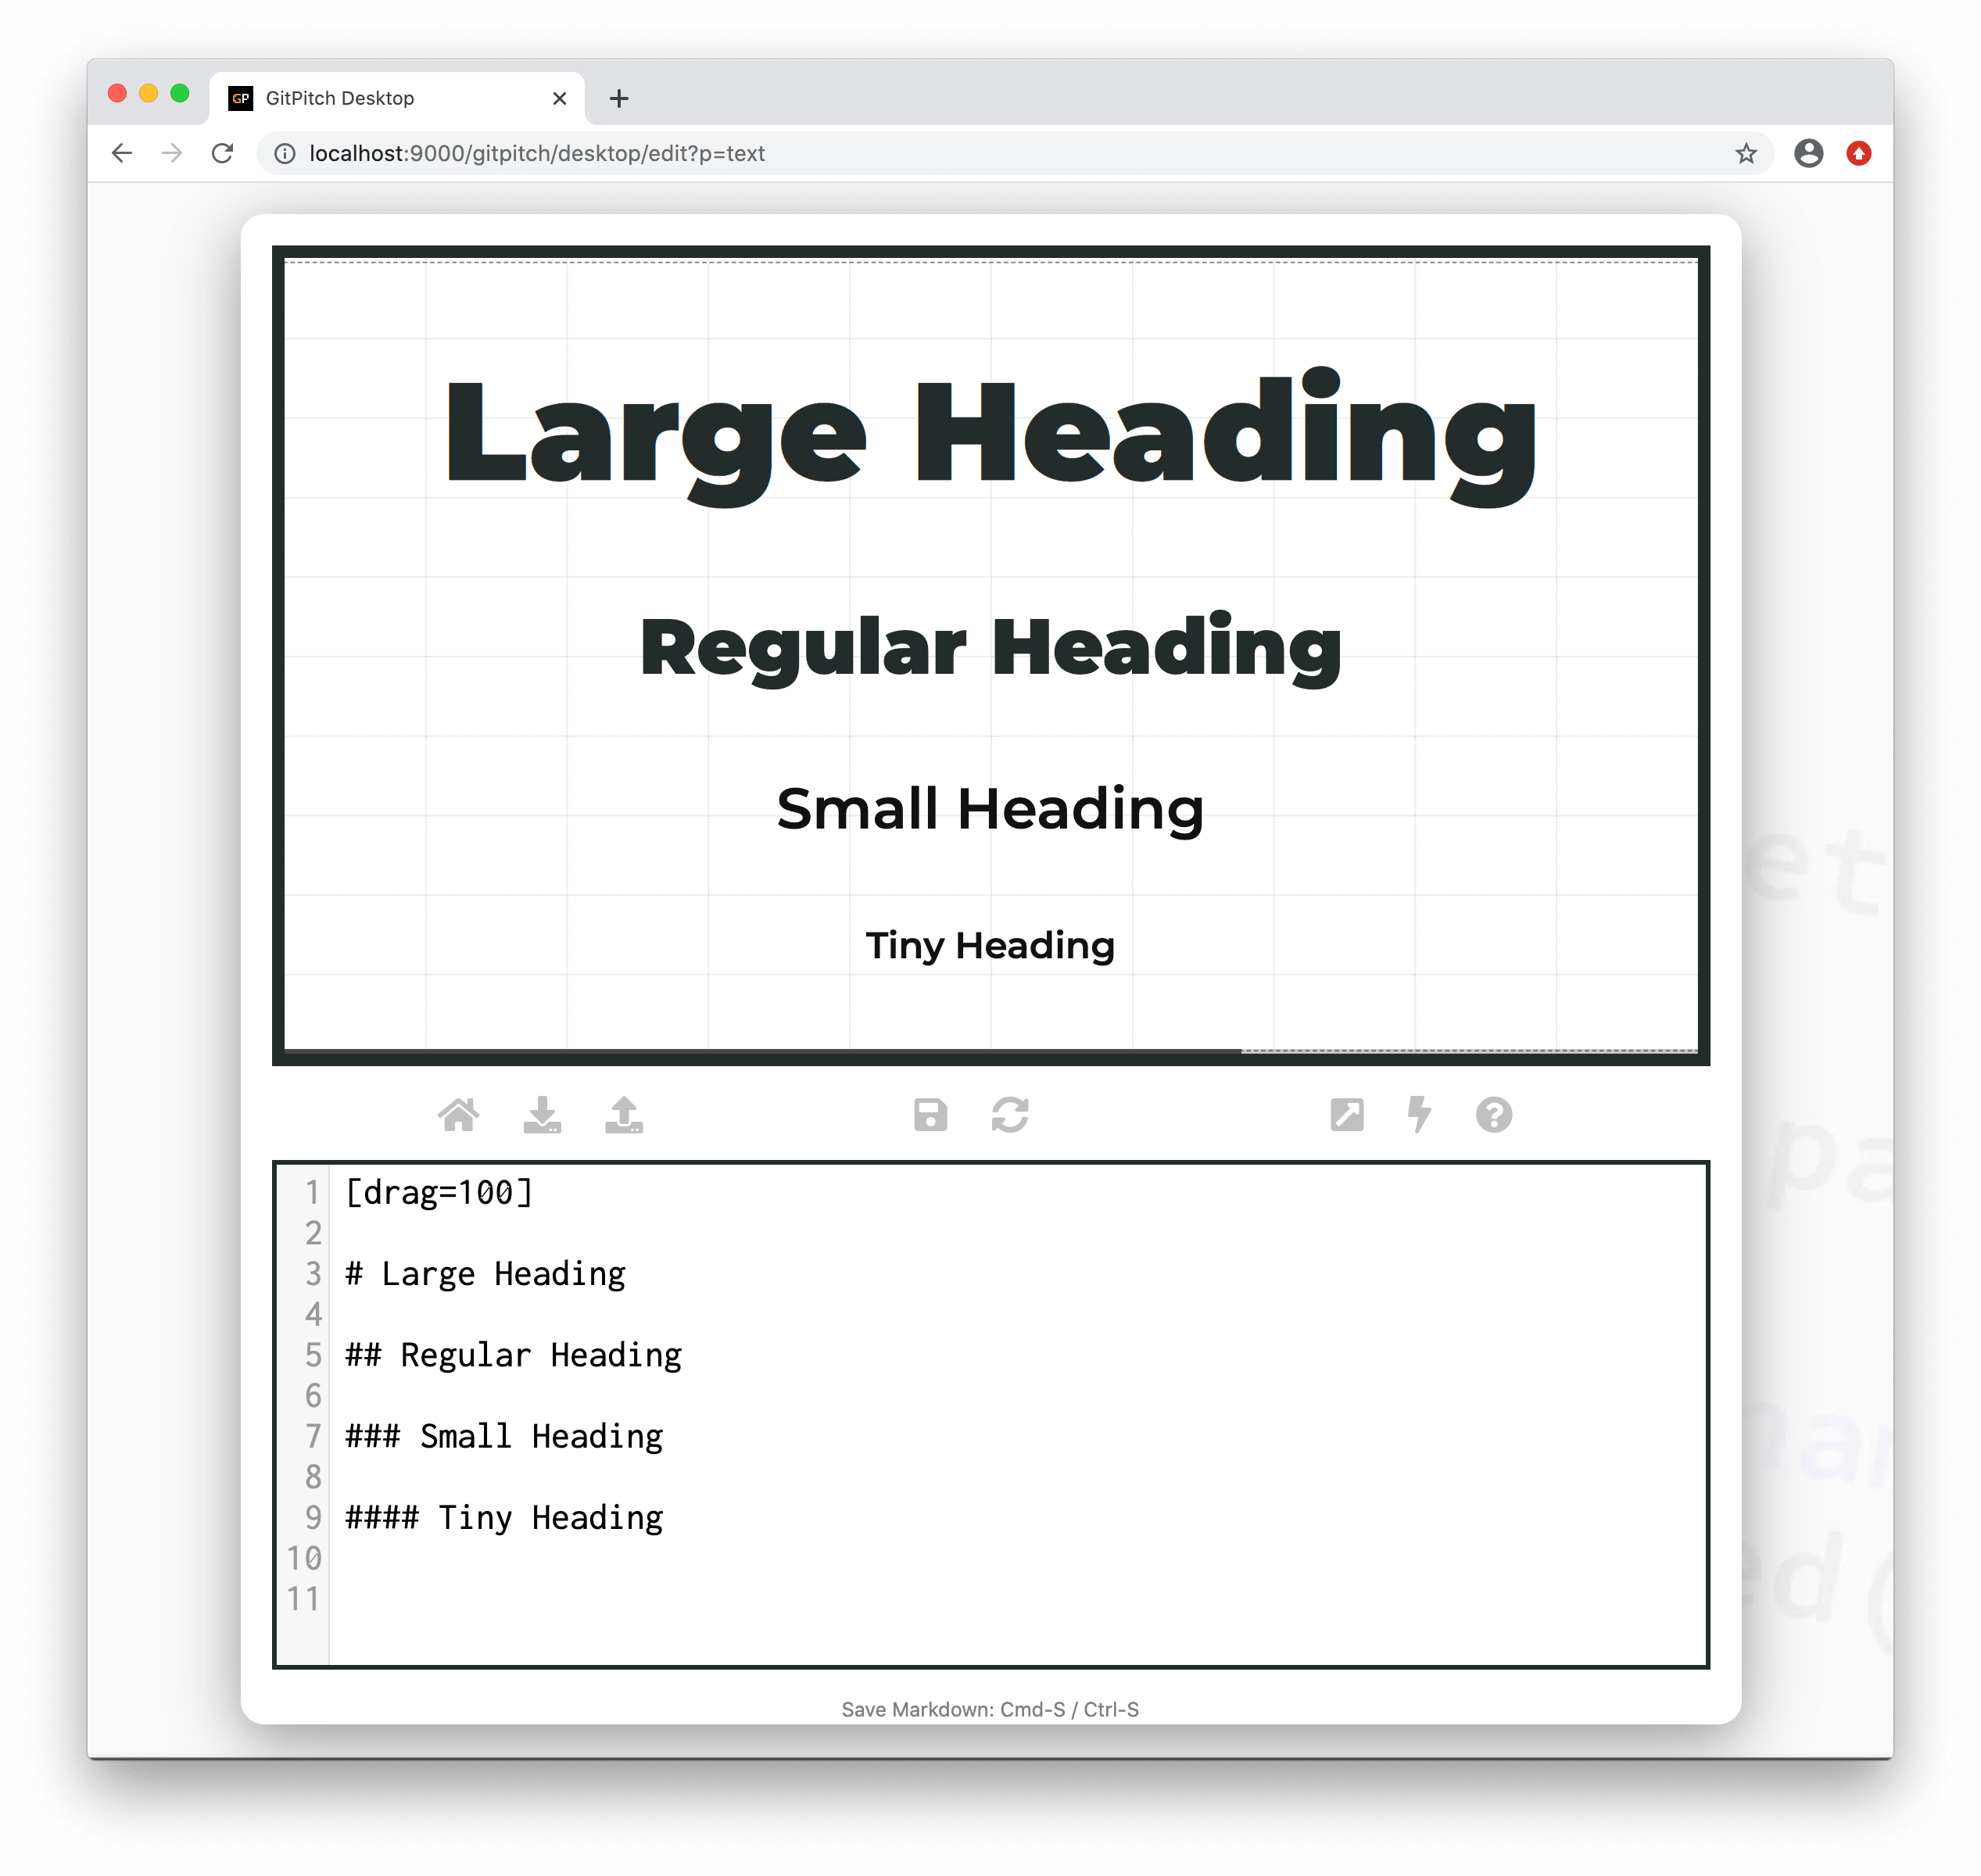 GP GitPitch Desktop
localhost:9000/gitpitch/desktop/edit?p=text
Large Heading
Regular Heading
Small Heading
Tiny Heading
1 [drag=100]
2
3 # Large Heading
4
5 ## Regular Heading
6
7 ### Small Heading
8
9 #### Tiny Heading
10
11
Save Markdown: Cmd-S / Ctrl-S